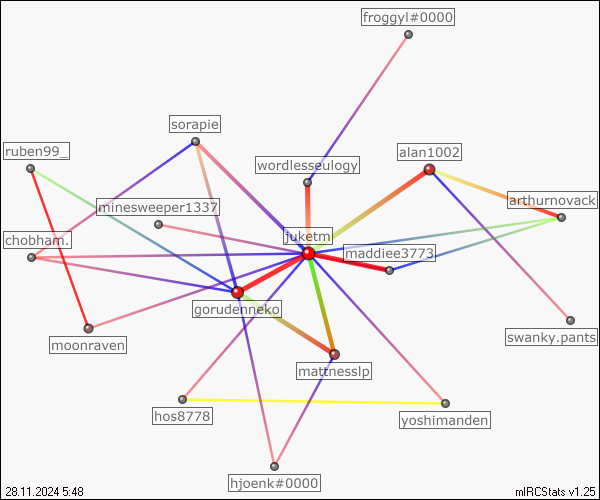 froggyl#0000
sorapie
ruben99_
wordlesseulogy
alan1002
minesweeper1337
arthurnovack
juketm
chobham.
maddiee3773
gorudenneko
moonraven
swanky.pants
mattnesslp
hos8778
yoshimanden
hjoenk#0000
28.11.2024 5:48
mIRCStats v1.25